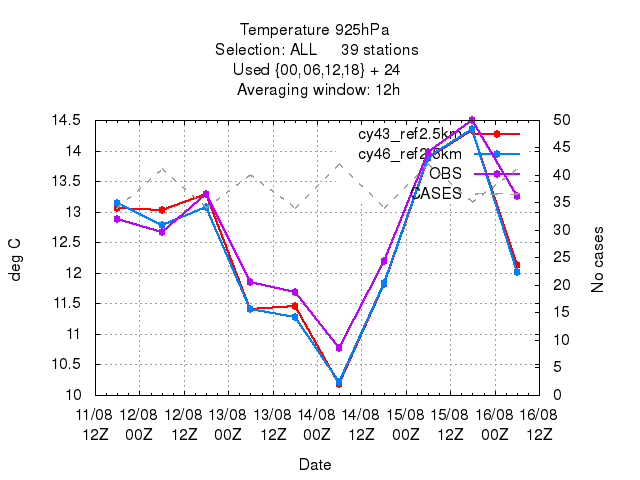 Temperature 925hPa
Selection: ALL 39 stations
Used {00,06,12,18} + 24
Averaging window: 12h
14.5
14
13.5
13
12.5
12
11.5
11
10.5
10
deg C
50
45
40
35
30
25
20
15
10
5
0
No cases
cy43_ref2.5km
cy46_ref2.5km
OBS
CASES
11/08 12/08 12/08 13/08 13/08 14/08 14/08 15/08 15/08 16/08 16/08
12Z 00Z 12Z 00Z 12Z 00Z 12Z 00Z 12Z 00Z 12Z
Date